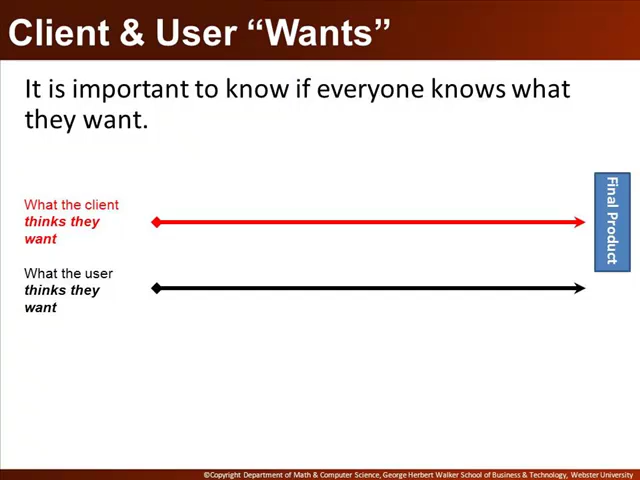 Client & User “Wants”
It is important to know if everyone knows what
they want.
What the client
thinks they
want
Final Product
What the user
thinks they
want
©Copyright Department of Math & Computer Science, George Herbert Walker School of Business & Technology, Webster University